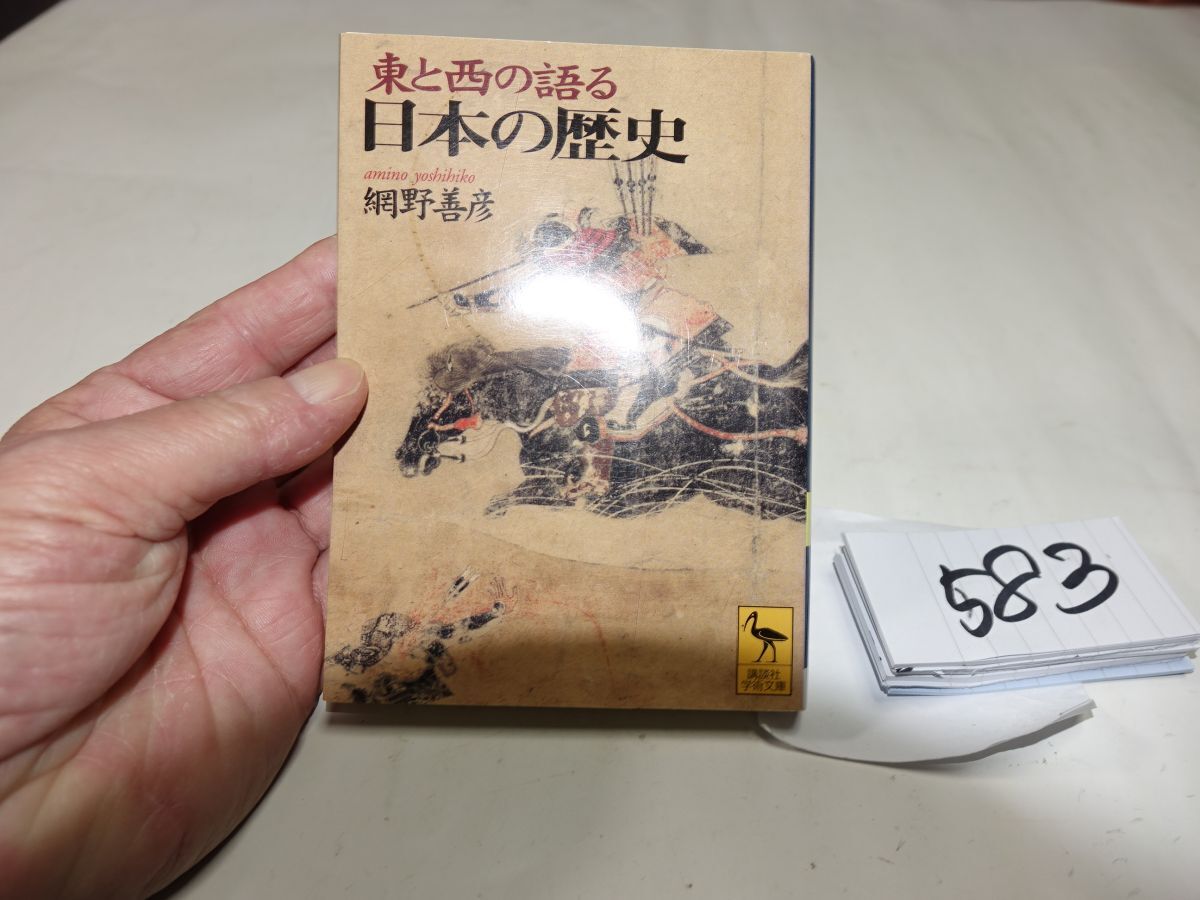 東と西の語る
日本の歴史
amino yoshihiko
網野善彦
講談社
学術文庫
583